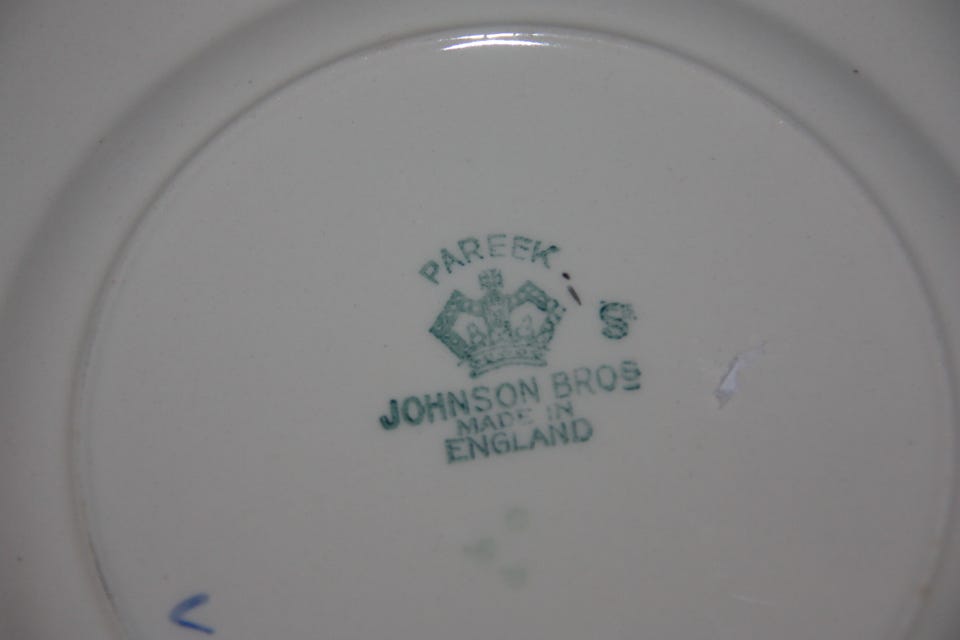 PAREEK
S
JOHNSON BROS
MADE IN
ENGLAND